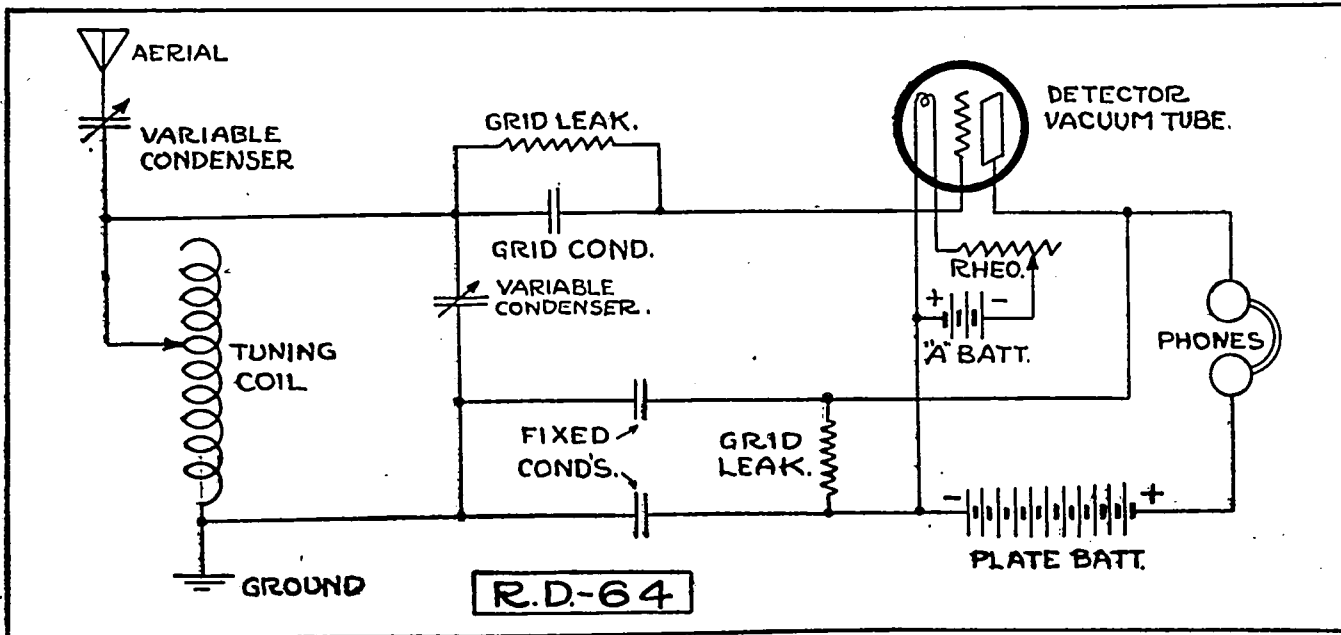 AERIAL
VARIABLE
CONDENSER
GRID LEAK.
DETECTOR
VACUUM TUBE.
GRID COND.
VARIABLE
CONDENSER.
RHEO.
+ -
"A" BATT.
PHONES
TUNING
COIL
FIXED
COND'S.
GRID
LEAK.
- +
PLATE BATT.
GROUND
R.D.-64